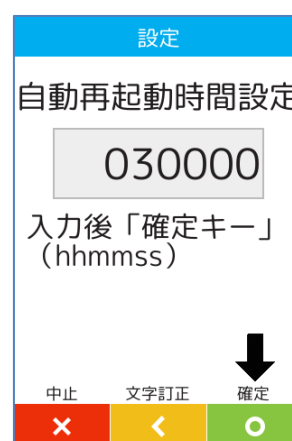 設定
自動再起動時間設定
030000
入力後「確定キー」
（hhmmss）
中止 文字訂正 確定